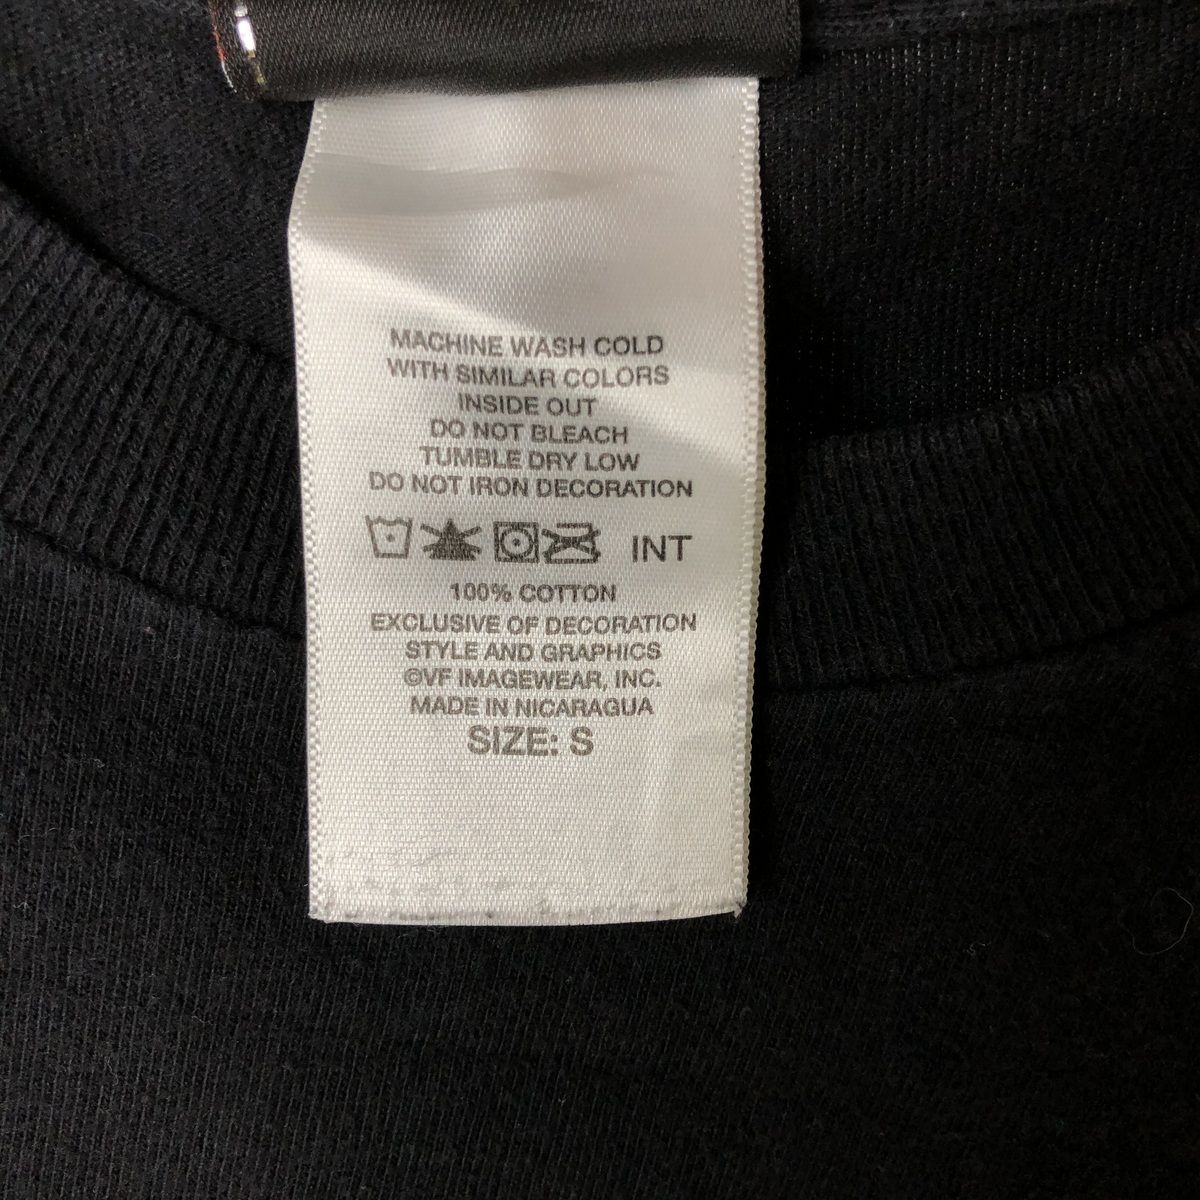 MACHINE WASH COLD
WITH SIMILAR COLORS
INSIDE OUT
DO NOT BLEACH
TUMBLE DRY LOW
DO NOT IRON DECORATION
INT
100% COTTON
EXCLUSIVE OF DECORATION
STYLE AND GRAPHICS
©VF IMAGEWEAR, INC.
MADE IN NICARAGUA
SIZE: S